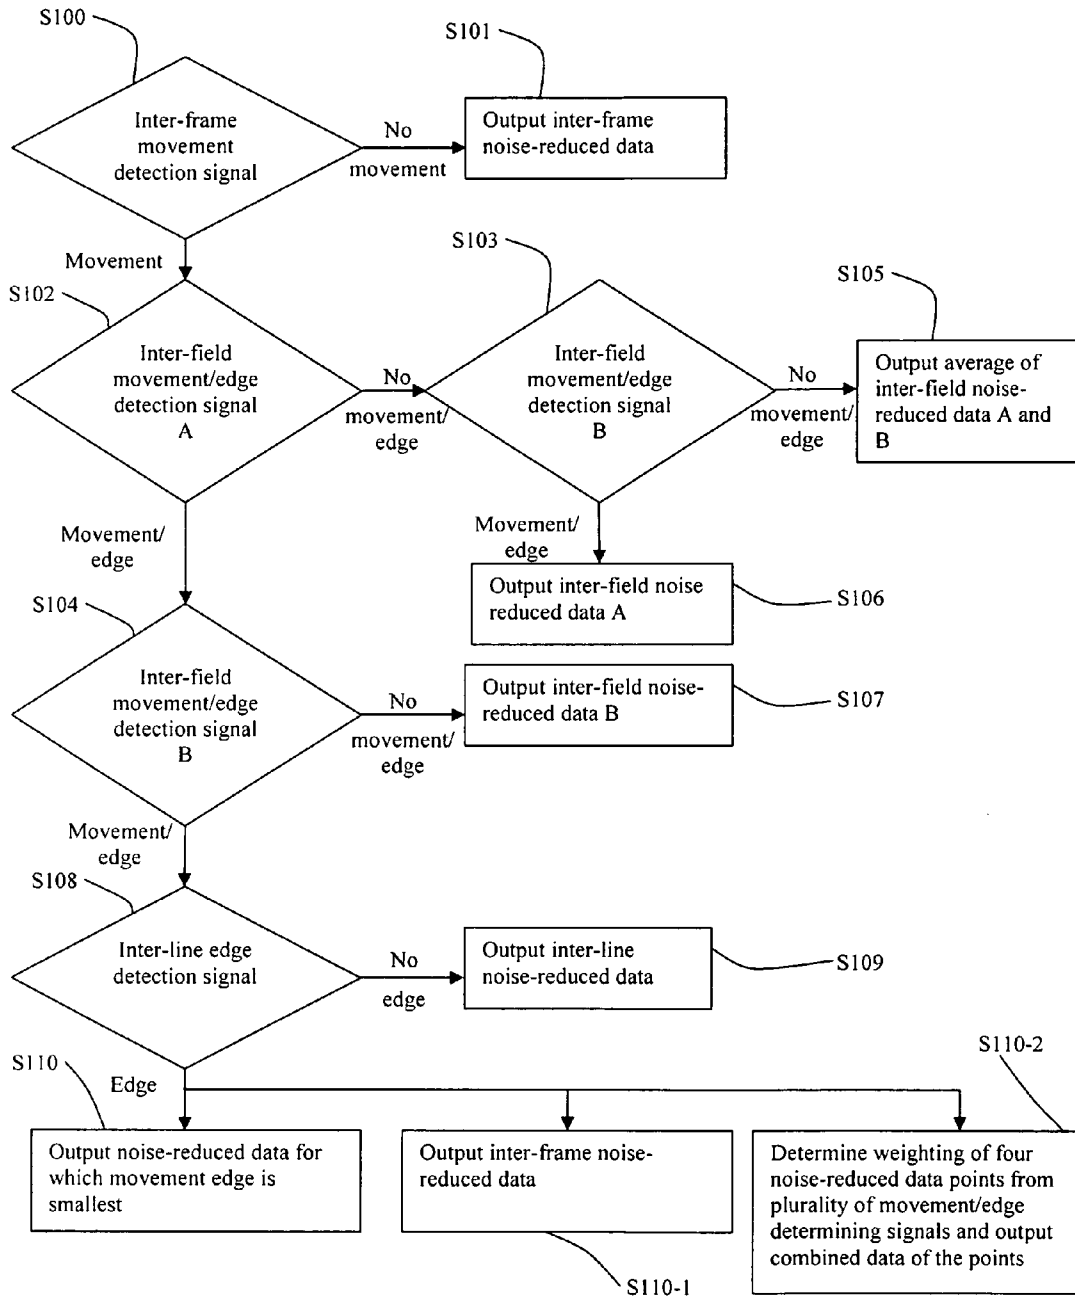 S100
S101
Inter-frame
movement
detection signal
No
movement
Output inter-frame
noise-reduced data
Movement
S102
S103
S105
Inter-field
movement/edge
detection signal
A
No
movement/
edge
Inter-field
movement/edge
detection signal
B
No
movement/
edge
Output average of
inter-field noise-
reduced data A and
B
Movement/
edge
Movement/
edge
Output inter-field noise
reduced data A
S106
S104
Inter-field
movement/edge
detection signal
B
No
movement/
edge
Output inter-field noise-
reduced data B
S107
Movement/
edge
S108
Inter-line edge
detection signal
No
edge
Output inter-line
noise-reduced data
S109
S110
Edge
S110-2
Output noise-reduced data for
which movement edge is
smallest
Output inter-frame noise-
reduced data
Determine weighting of four
noise-reduced data points from
plurality of movement/edge
determining signals and output
combined data of the points
S110-1